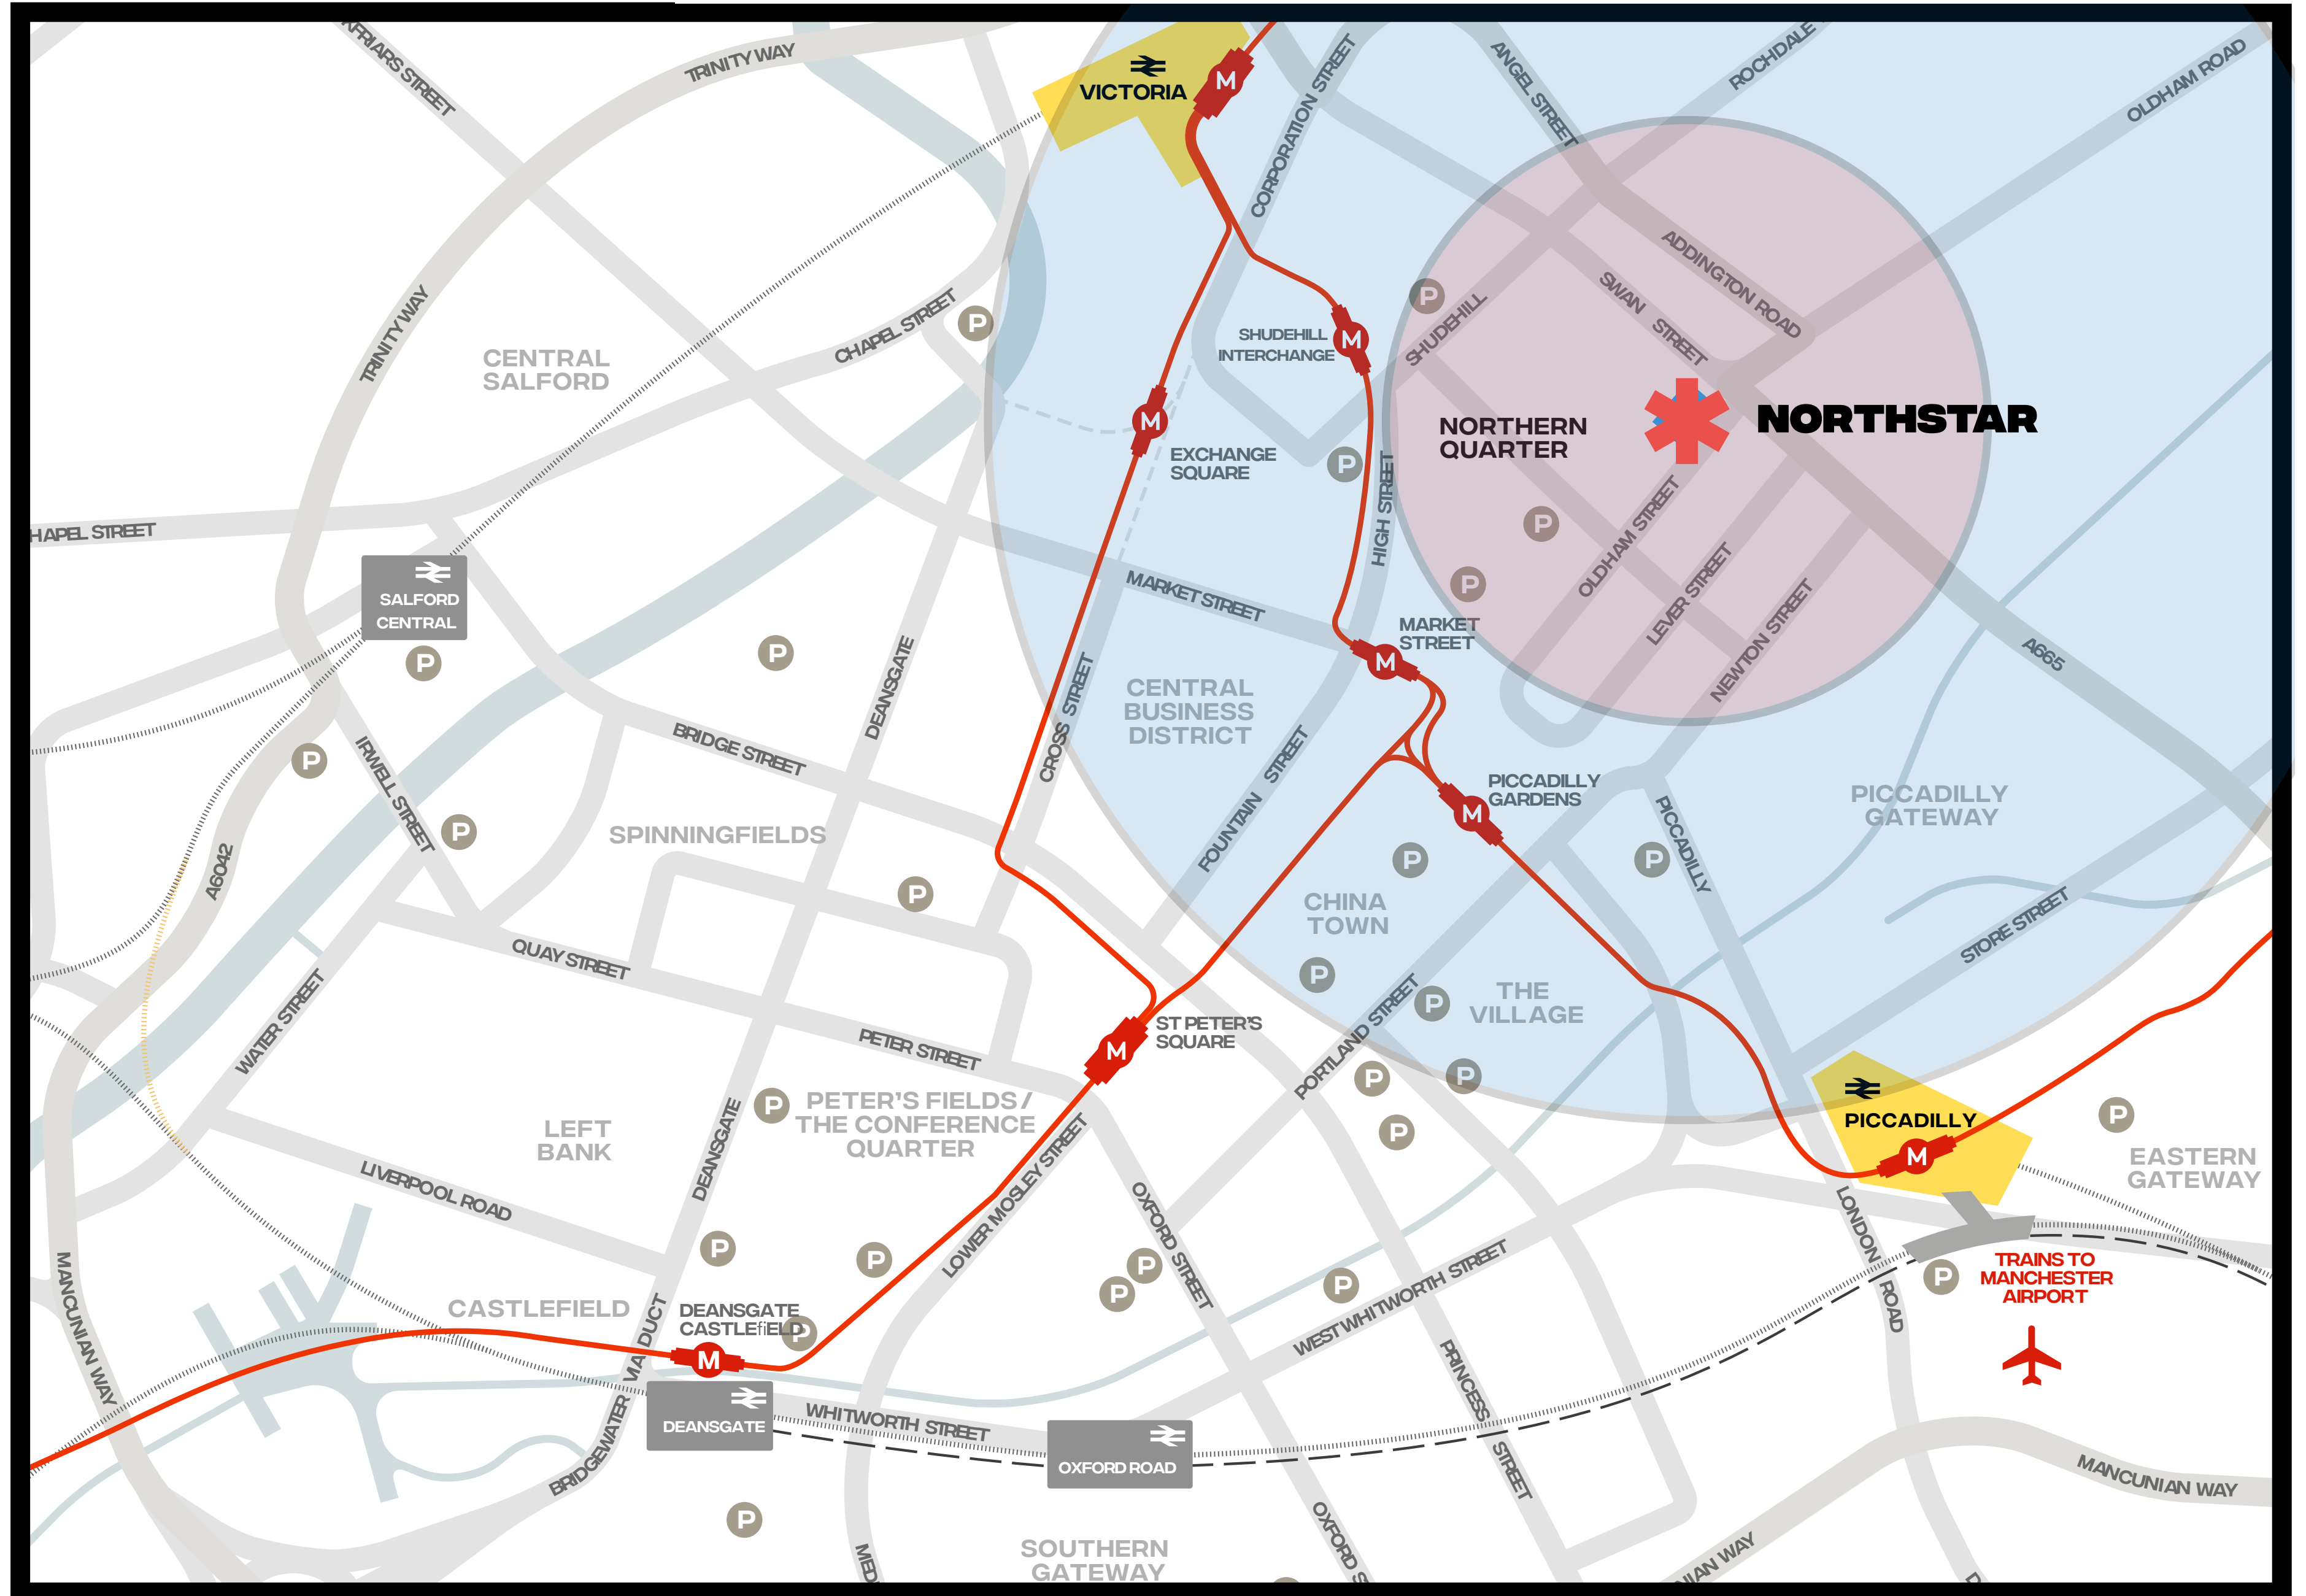 KFRIARS STREET
TRINITY WAY
VICTORIA
M
CORPORATION STREET
ANGEL STREET
ROCHDALE
OLDHAM ROAD
TRINITY WAY
CENTRAL
SALFORD
CHAPEL STREET
P
SHUDEHILL
INTERCHANGE
M
P
SHUDEHILL
ADDINGTON ROAD
SWAN STREET
M
EXCHANGE
SQUARE
P
HIGH STREET
NORTHERN
QUARTER
NORTHSTAR
P
P
OLDHAM STREET
LEVER STREET
NEWTON STREET
A665
HAPEL STREET
SALFORD
CENTRAL
P
P
MARKET STREET
MARKET
STREET
M
CENTRAL
BUSINESS
DISTRICT
DEANSGATE
CROSS STREET
FOUNTAIN STREET
BRIDGE STREET
IRWELL STREET
P
P
A6042
SPINNINGFIELDS
P
PICCADILLY
GARDENS
M
P
P
PICCADILLY
PICCADILLY
GATEWAY
CHINA
TOWN
P
P
THE
VILLAGE
STORE STREET
QUAY STREET
WATER STREET
PETER STREET
M
ST PETER'S
SQUARE
PORTLAND STREET
P
P
P
P
PETER'S FIELDS/
THE CONFERENCE
QUARTER
LEFT
BANK
DEANSGATE
LIVERPOOL ROAD
LOWER MOSLEY STREET
OXFORD STREET
PICCADILLY
M
P
EASTERN
GATEWAY
LONDON ROAD
TRAINS TO
MANCHESTER
AIRPORT
P
P
P
P
P
P
WEST WHITWORTH STREET
PRINCESS STREET
MANCUNIAN WAY
CASTLEFIELD
DEANSGATE
CASTLEfiELD
P
M
BRIDGEWATER VIADUCT
DEANSGATE
WHITWORTH STREET
OXFORD ROAD
P
MANCUNIAN WAY
NIAN WAY
OXFORD S
MED
SOUTHERN
GATEWAY